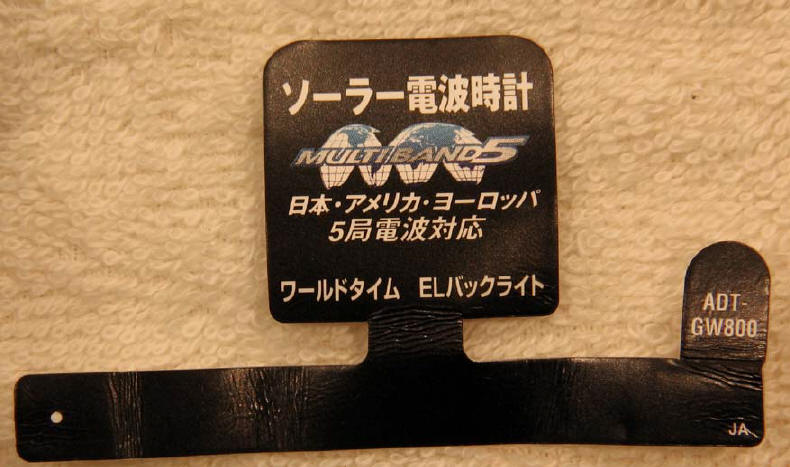 ソーラー電波時計
MULTIBAND5
日本・アメリカ・ヨーロッパ
5局電波対応
ワールドタイム ELバックライト
ADT-
GW800
JA